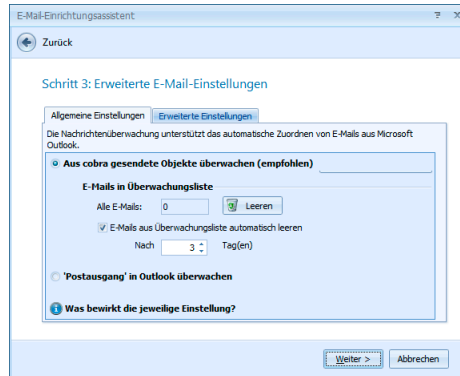 E-Mail-Einrichtungsassistent
Zurück
Schritt 3: Erweiterte E-Mail-Einstellungen
Allgemeine Einstellungen Erweiterte Einstellungen
Die Nachrichtenüberwachung unterstützt das automatische Zuordnen von E-Mails aus Microsoft
Outlook.
Aus cobra gesendete Objekte überwachen (empfohlen)
E-Mails in Überwachungsliste
Alle E-Mails: 0 Leeren
E-Mails aus Überwachungsliste automatisch leeren
Nach 3 Tag(en)
'Postausgang' in Outlook überwachen
Was bewirkt die jeweilige Einstellung?
Weiter > Abbrechen